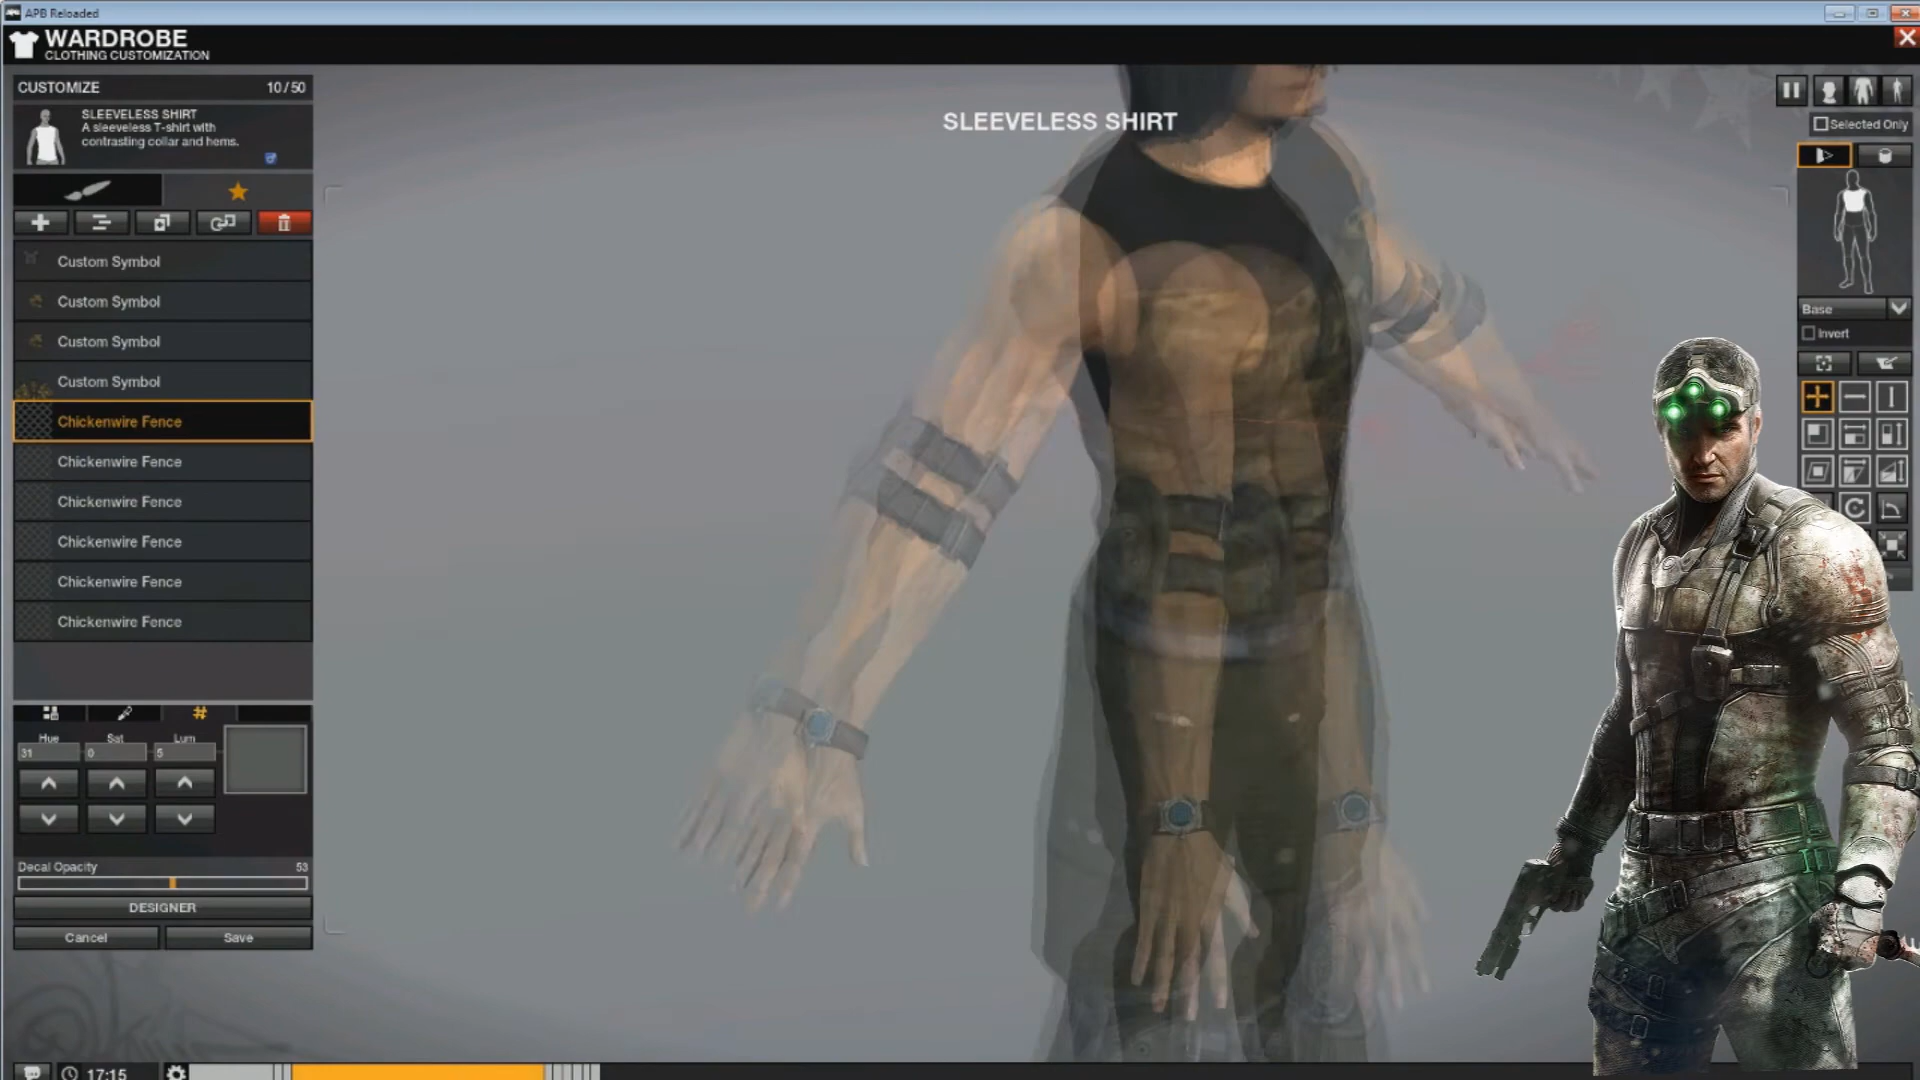 APB Reloaded
WARDROBE
CLOTHING CUSTOMIZATION
CUSTOMIZE 10/50
SLEEVELESS SHIRT
A sleeveless T-shirt with
contrasting collar and hems.
SLEEVELESS SHIRT
Custom Symbol
Custom Symbol
Custom Symbol
Custom Symbol
Chickenwire Fence
Chickenwire Fence
Chickenwire Fence
Chickenwire Fence
Chickenwire Fence
Chickenwire Fence
Hue Sat Lum
31 0 5
Decal Opacity 53
DESIGNER
Cancel Save
17:15
Selected Only
Base
Invert